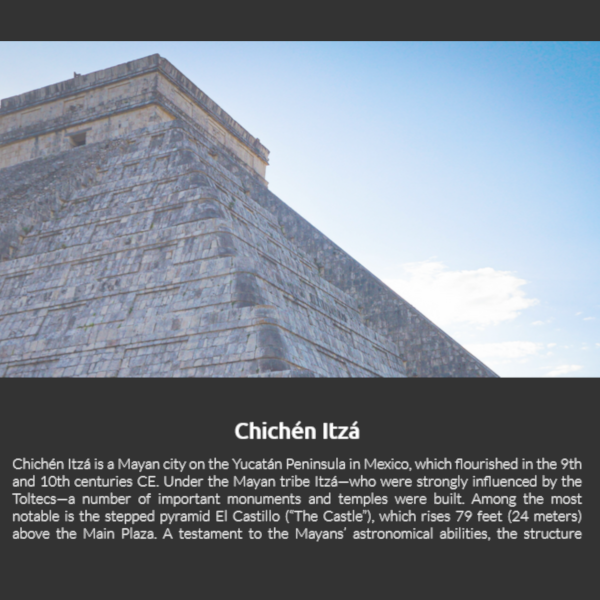 Chichén Itzá
Chichén Itzá is a Mayan city on the Yucatán Peninsula in Mexico, which flourished in the 9th
and 10th centuries CE. Under the Mayan tribe Itzá—who were strongly influenced by the
Toltecs—a number of important monuments and temples were built. Among the most
notable is the stepped pyramid El Castillo (“The Castle”), which rises 79 feet (24 meters)
above the Main Plaza. A testament to the Mayans’ astronomical abilities, the structure